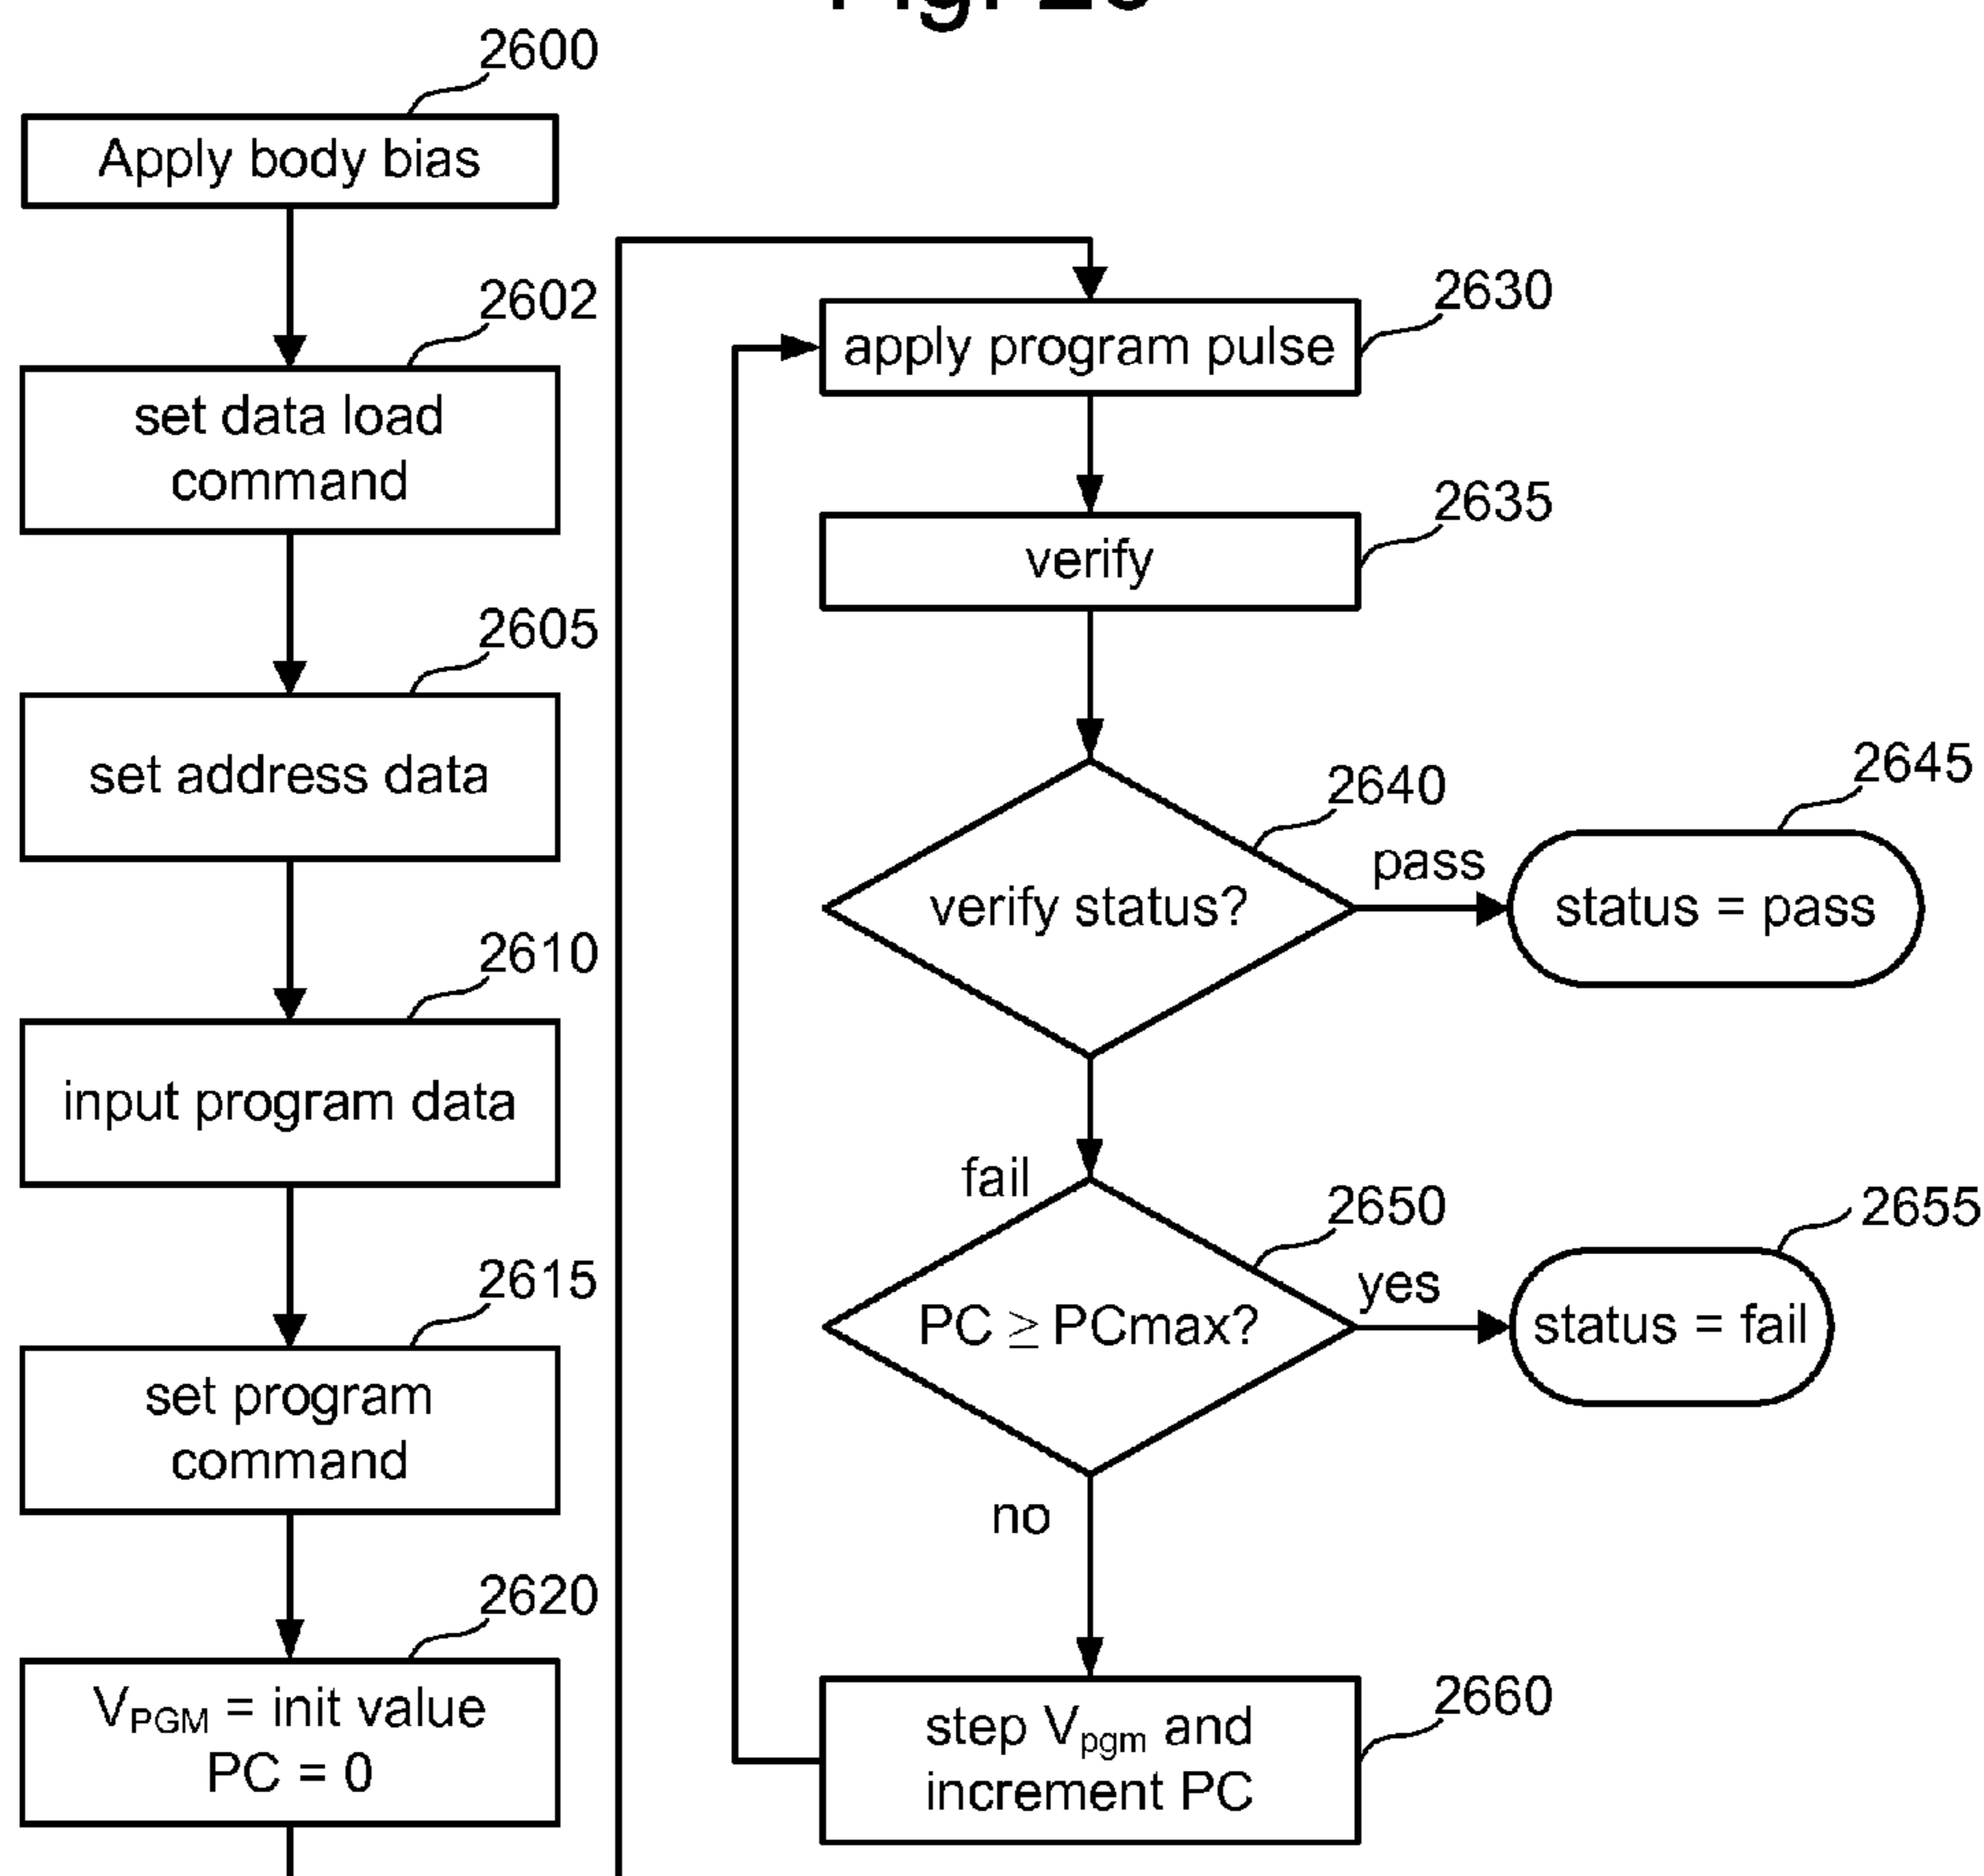 2600
Apply body bias
2602
set data load
command
2605
set address data
2610
input program data
2615
set program
command
2620
V_PGM = init value
PC = 0
2630
apply program pulse
2635
verify
2640
verify status?
pass
2645
status = pass
fail
2650
PC ≥ PCmax?
yes
2655
status = fail
no
2660
step V_pgm and
increment PC